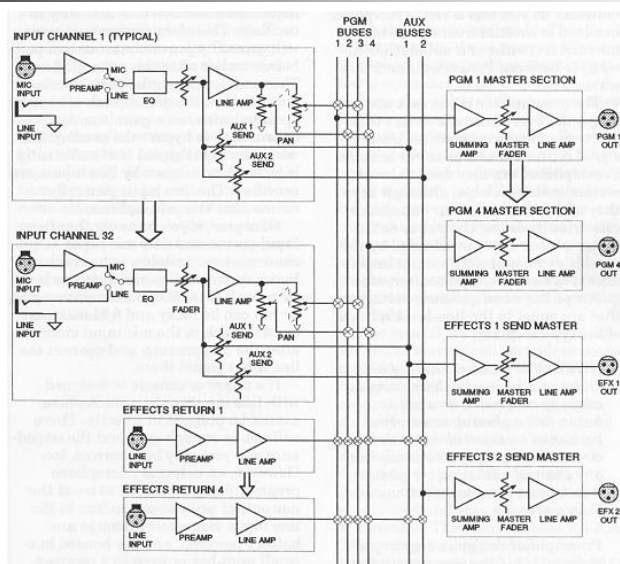 INPUT CHANNEL 1 (TYPICAL)
MIC
INPUT
PREAMP
MIC
LINE
EQ
LINE AMP
LINE
INPUT
AUX 1
SEND
PAN
AUX 2
SEND
INPUT CHANNEL 32
MIC
INPUT
PREAMP
MIC
LINE
EQ
FADER
LINE AMP
LINE
INPUT
AUX 1
SEND
PAN
AUX 2
SEND
EFFECTS RETURN 1
LINE
INPUT
PREAMP
LINE AMP
EFFECTS RETURN 4
LINE
INPUT
PREAMP
LINE AMP
PGM
BUSES
1 2 3 4
AUX
BUSES
1 2
PGM 1 MASTER SECTION
SUMMING
AMP
MASTER
FADER
LINE AMP
PGM 1
OUT
PGM 4 MASTER SECTION
SUMMING
AMP
MASTER
FADER
LINE AMP
PGM 4
OUT
EFFECTS 1 SEND MASTER
SUMMING
AMP
MASTER
FADER
LINE AMP
EFX 1
OUT
EFFECTS 2 SEND MASTER
SUMMING
AMP
MASTER
FADER
LINE AMP
EFX 2
OUT